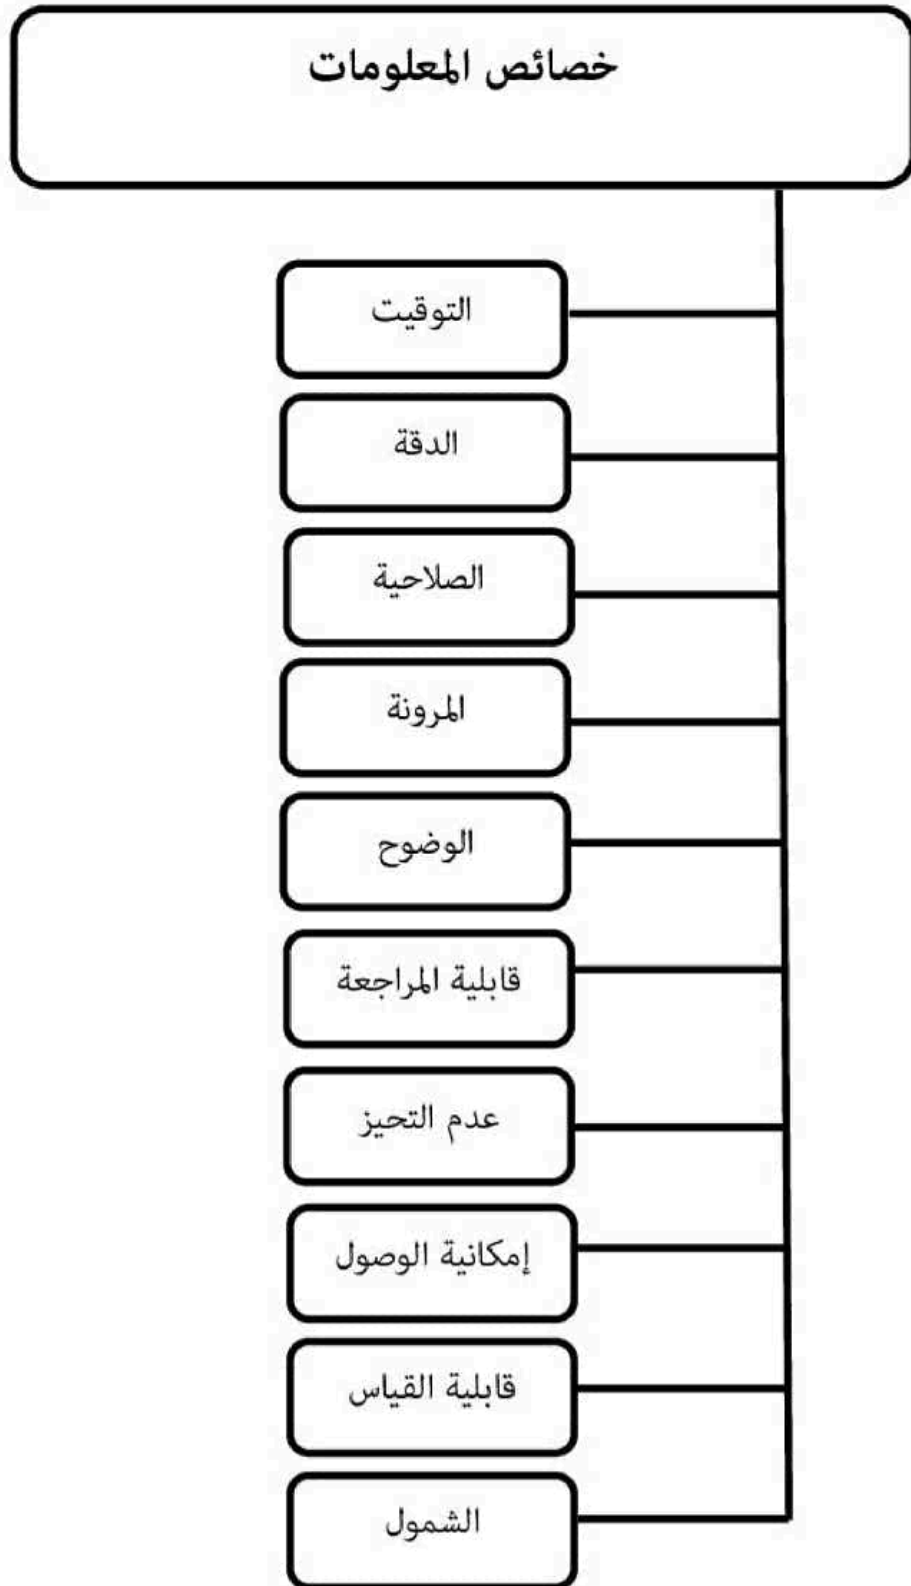 خصائص المعلومات
التوقيت
الدقة
الصلاحية
المرونة
الوضوح
قابلية المراجعة
عدم التحيز
إمكانية الوصول
قابلية القياس
الشمول